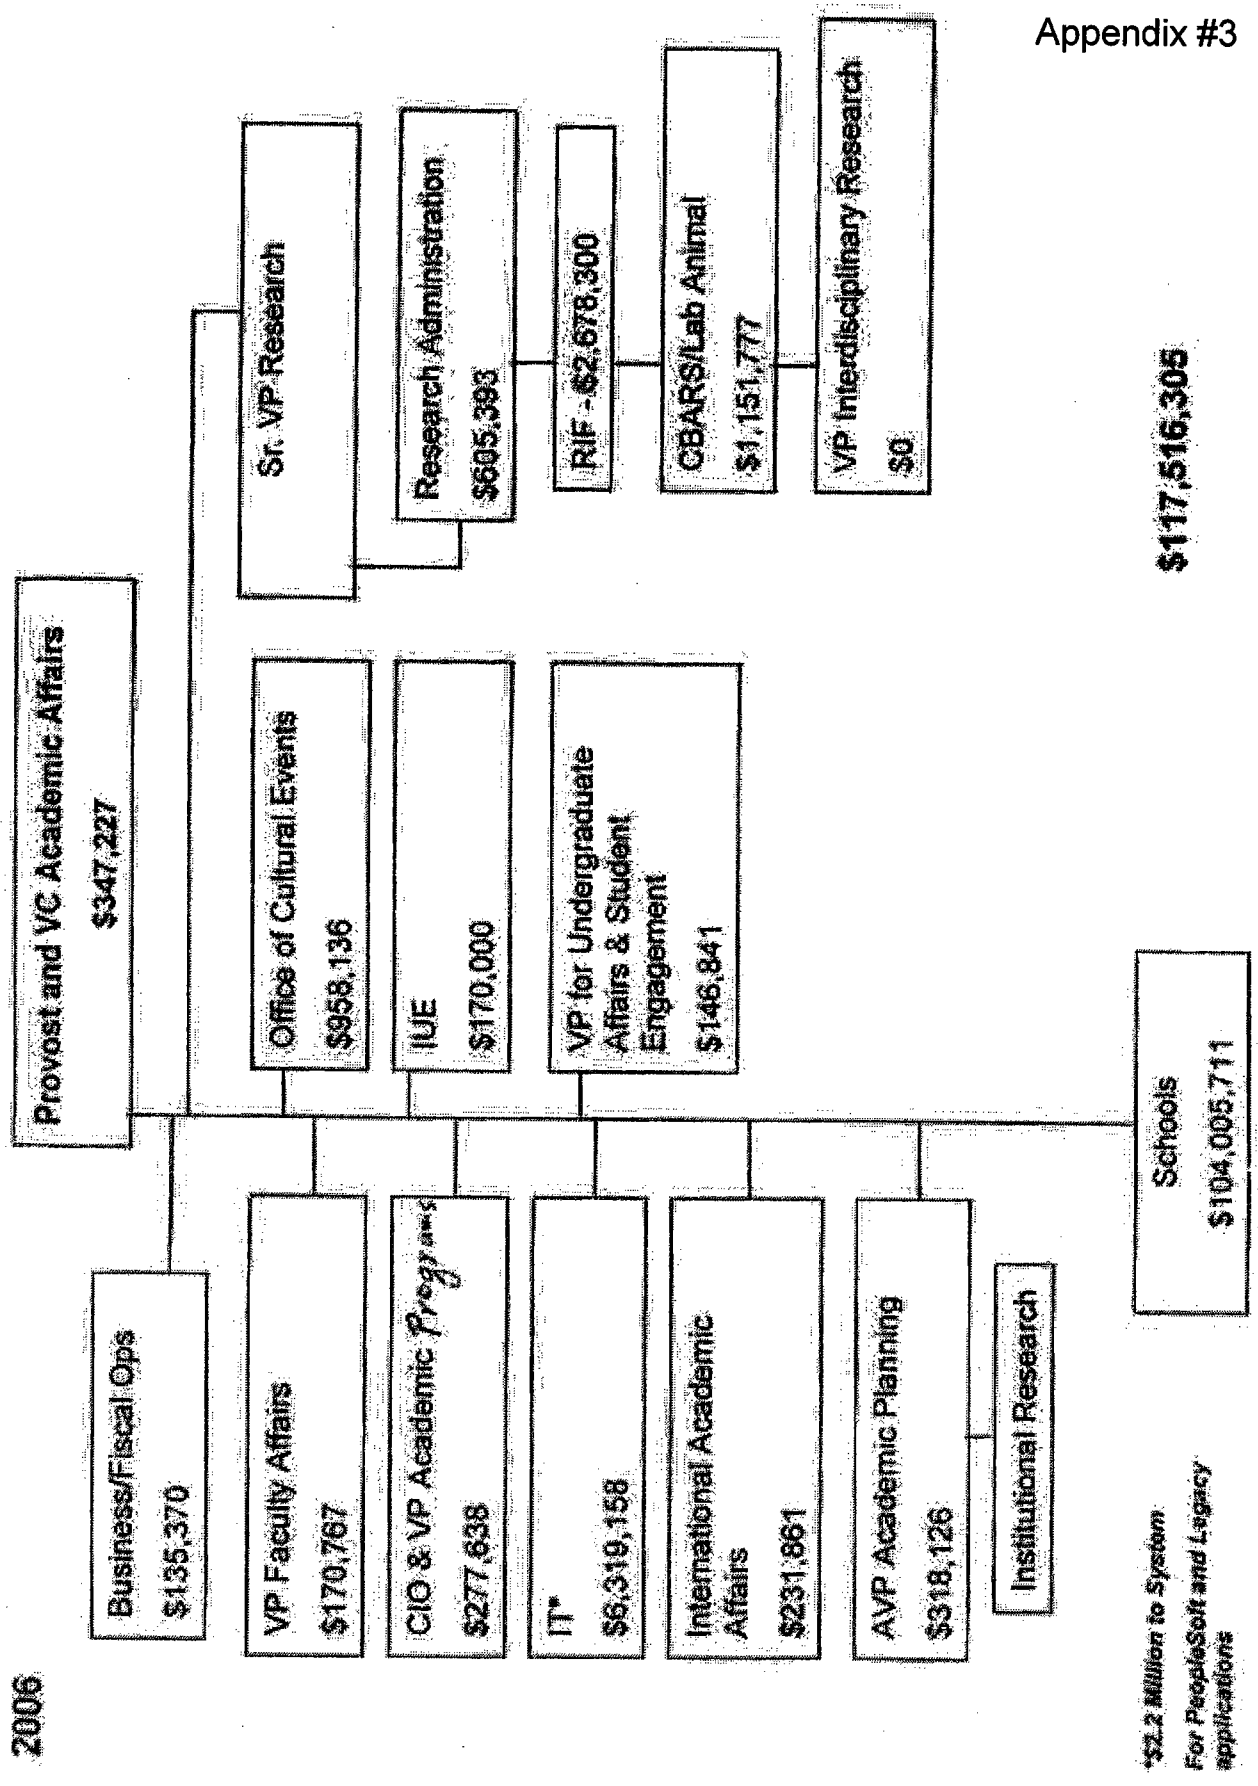 Appendix #3
2006
Provost and VC Academic Affairs
$347,227
Business/Fiscal Ops
$135,370
VP Faculty Affairs
$170,767
CIO & VP Academic Programs
$277,638
IT*
$6,319,158
International Academic
Affairs
$231,861
AVP Academic Planning
$318,126
Institutional Research
Office of Cultural Events
$958,136
IUE
$170,000
VP for Undergraduate
Affairs & Student
Engagement
$146,841
Sr. VP Research
Research Administration
$605,393
RIF - $2,678,300
CBARS/Lab Animal
$1,151,777
VP Interdisciplinary Research
$0
Schools
$104,005,711
*$2.2 Million to System
For PeopleSoft and Legacy
applications
$117,516,305